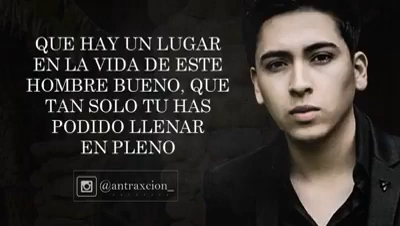 QUE HAY UN LUGAR
EN LA VIDA DE ESTE
HOMBRE BUENO, QUE
TAN SOLO TU HAS
PODIDO LLENAR
EN PLENO
@antraxcion_